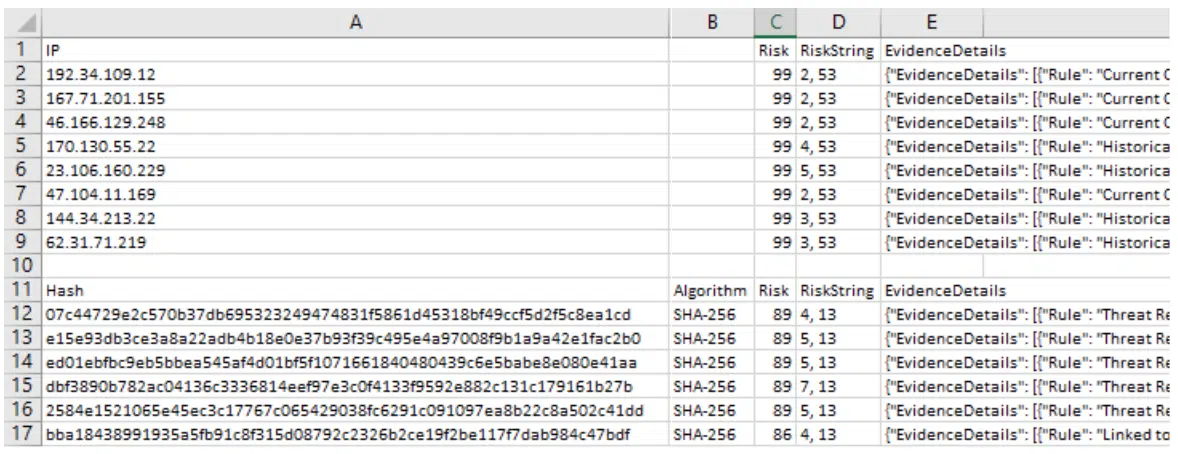 A B C D E
1 IP Risk RiskString EvidenceDetails
2 192.34.109.12 99 2, 53 {"EvidenceDetails": [{"Rule": "Current C
3 167.71.201.155 99 2, 53 {"EvidenceDetails": [{"Rule": "Current C
4 46.166.129.248 99 2, 53 {"EvidenceDetails": [{"Rule": "Current C
5 170.130.55.22 99 4, 53 {"EvidenceDetails": [{"Rule": "Historica
6 23.106.160.229 99 5, 53 {"EvidenceDetails": [{"Rule": "Historica
7 47.104.11.169 99 2, 53 {"EvidenceDetails": [{"Rule": "Current C
8 144.34.213.22 99 3, 53 {"EvidenceDetails": [{"Rule": "Historica
9 62.31.71.219 99 3, 53 {"EvidenceDetails": [{"Rule": "Historica
10
11 Hash Algorithm Risk RiskString EvidenceDetails
12 07c44729e2c570b37db695323249474831f5861d45318bf49ccf5d2f5c8ea1cd SHA-256 89 4, 13 {"EvidenceDetails": [{"Rule": "Threat Re
13 e15e93db3ce3a8a22adb4b18e0e37b93f39c495e4a97008f9b1a9a42e1fac2b0 SHA-256 89 5, 13 {"EvidenceDetails": [{"Rule": "Threat Re
14 ed01ebfbc9eb5bbea545af4d01bf5f1071661840480439c6e5babe8e080e41aa SHA-256 89 5, 13 {"EvidenceDetails": [{"Rule": "Threat Re
15 dbf3890b782ac04136c3336814eef97e3c0f4133f9592e882c131c179161b27b SHA-256 89 7, 13 {"EvidenceDetails": [{"Rule": "Threat Re
16 2584e1521065e45ec3c17767c065429038fc6291c091097ea8b22c8a502c41dd SHA-256 89 5, 13 {"EvidenceDetails": [{"Rule": "Threat Re
17 bba18438991935a5fb91c8f315d08792c2326b2ce19f2be117f7dab984c47bdf SHA-256 86 4, 13 {"EvidenceDetails": [{"Rule": "Linked to